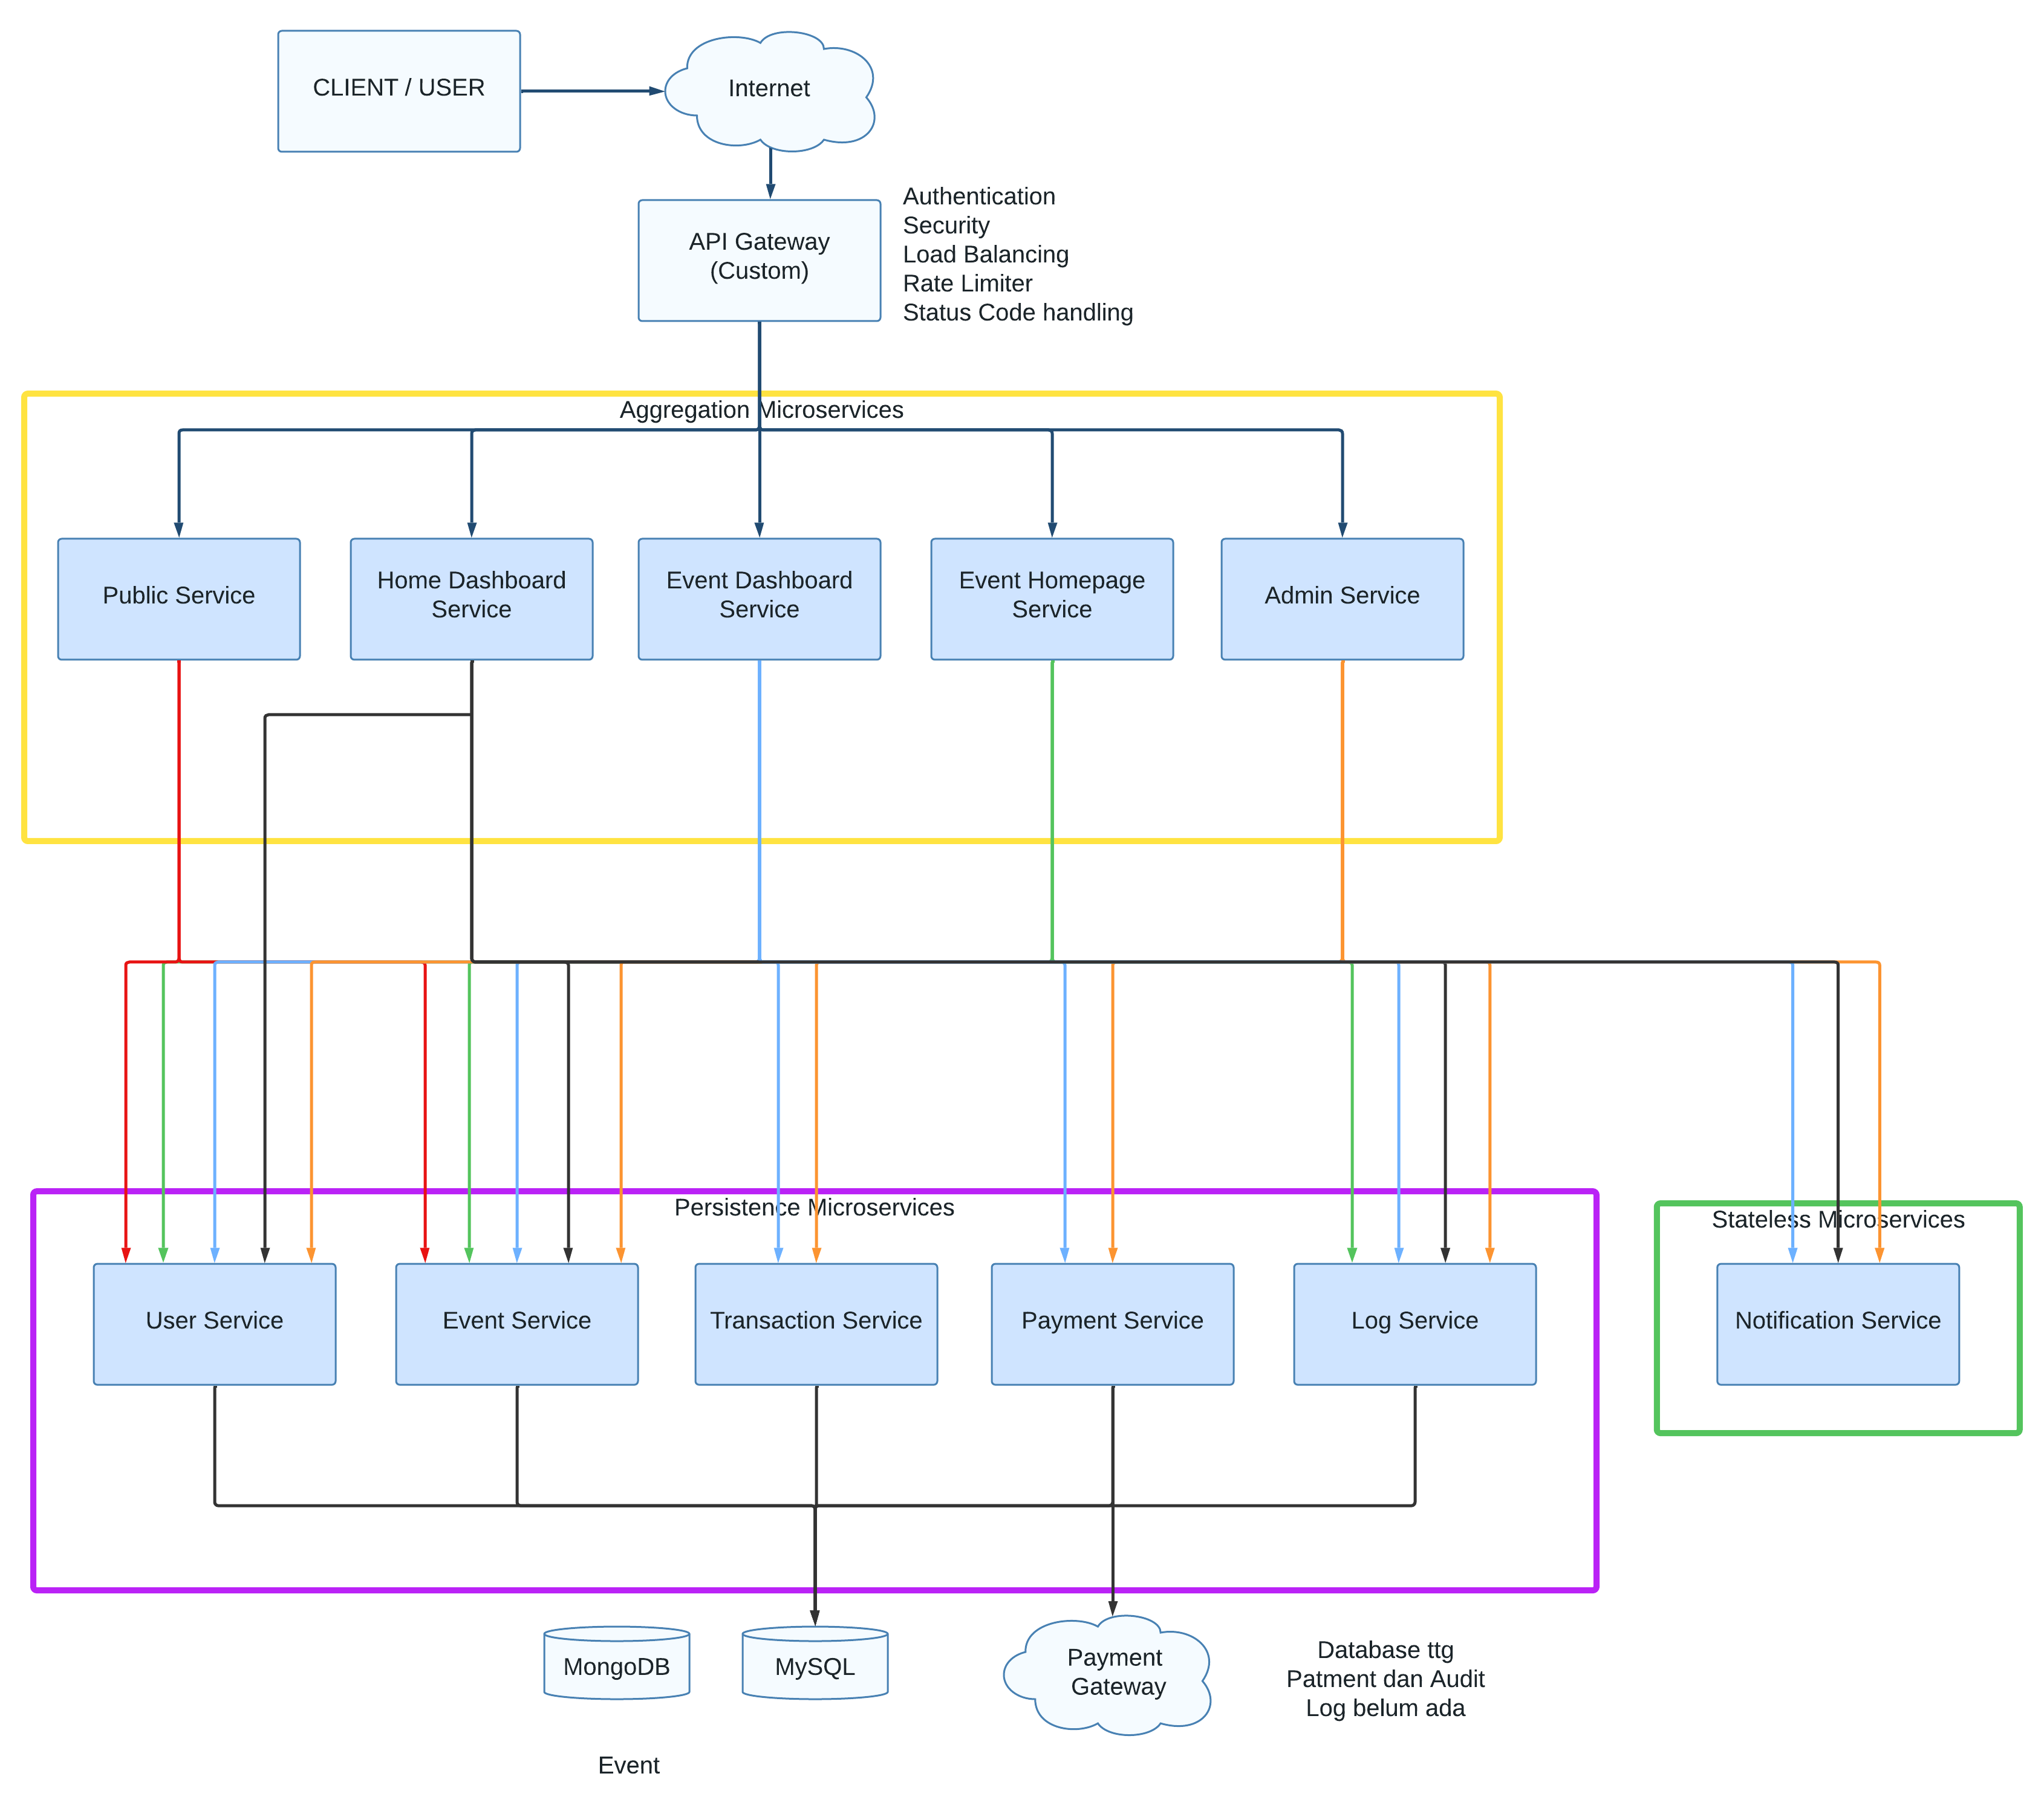 CLIENT / USER
Internet
API Gateway
(Custom)
Authentication
Security
Load Balancing
Rate Limiter
Status Code handling
Aggregation Microservices
Public Service
Home Dashboard
Service
Event Dashboard
Service
Event Homepage
Service
Admin Service
Persistence Microservices
Stateless Microservices
User Service
Event Service
Transaction Service
Payment Service
Log Service
Notification Service
MongoDB
MySQL
Payment
Gateway
Database ttg
Patment dan Audit
Log belum ada
Event